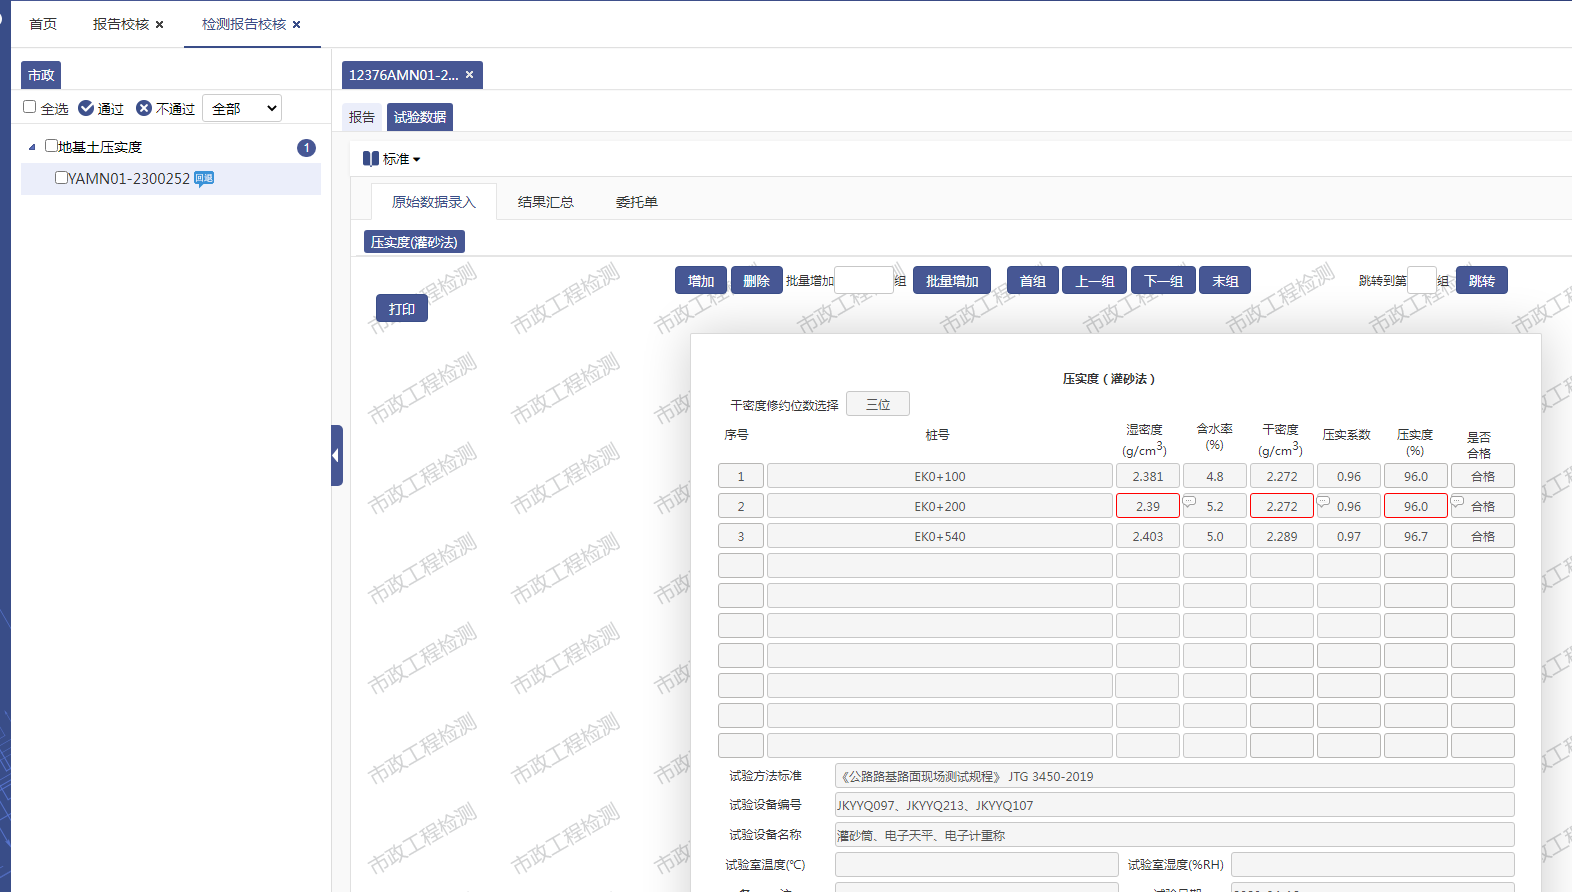 首页 报告校核 × 检测报告校核 ×
市政
全选 通过 不通过 全部
地基土压实度 1
YAMN01-2300252 回退
12376AMN01-2... ×
报告 试验数据
标准
原始数据录入 结果汇总 委托单
压实度(灌砂法)
增加 删除 批量增加 组 批量增加 首组 上一组 下一组 末组 跳转到第 组 跳转
打印
市政工程检测
压实度（灌砂法）
干密度修约位数选择 三位
序号 桩号 湿密度(g/cm3) 含水率(%) 干密度(g/cm3) 压实系数 压实度(%) 是否合格
1 EK0+100 2.381 4.8 2.272 0.96 96.0 合格
2 EK0+200 2.39 5.2 2.272 0.96 96.0 合格
3 EK0+540 2.403 5.0 2.289 0.97 96.7 合格
试验方法标准 《公路路基路面现场测试规程》 JTG 3450-2019
试验设备编号 JKYYQ097、JKYYQ213、JKYYQ107
试验设备名称 灌砂筒、电子天平、电子计重称
试验室温度(℃) 试验室湿度(%RH)